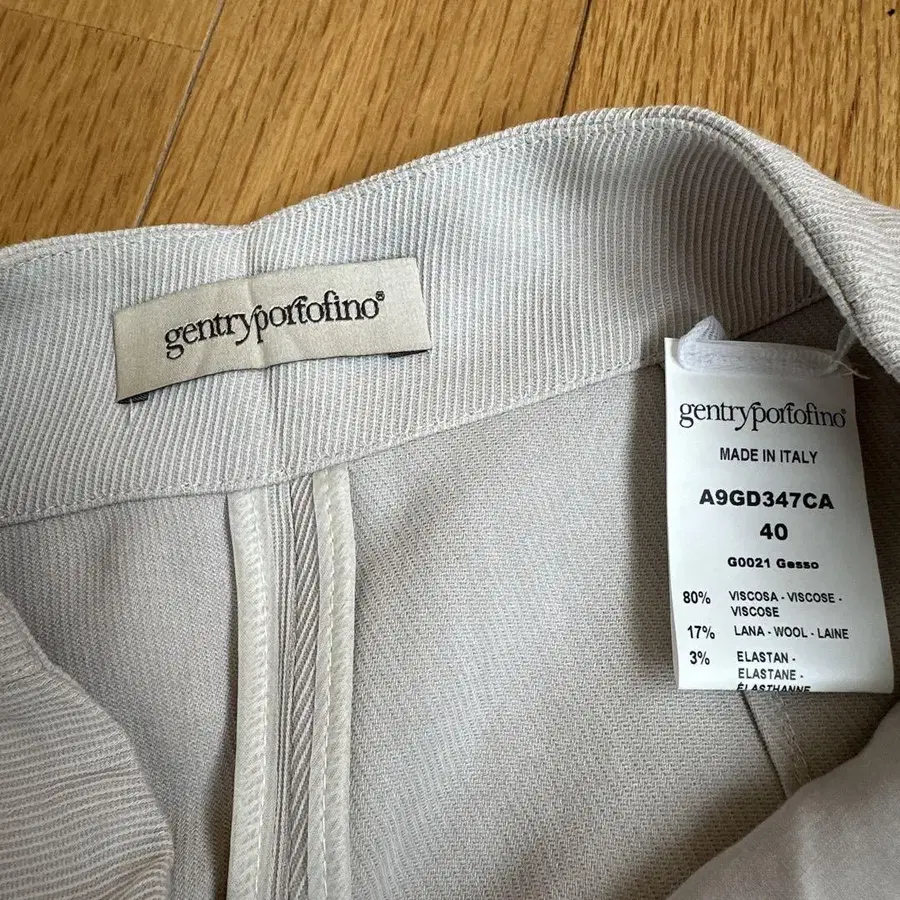 gentryportofino®
gentryportofino®
MADE IN ITALY
A9GD347CA
40
G0021 Gesso
80% VISCOSA - VISCOSE -
VISCOSE
17% LANA - WOOL - LAINE
3% ELASTAN -
ELASTANE -
ÉLASTHANNE